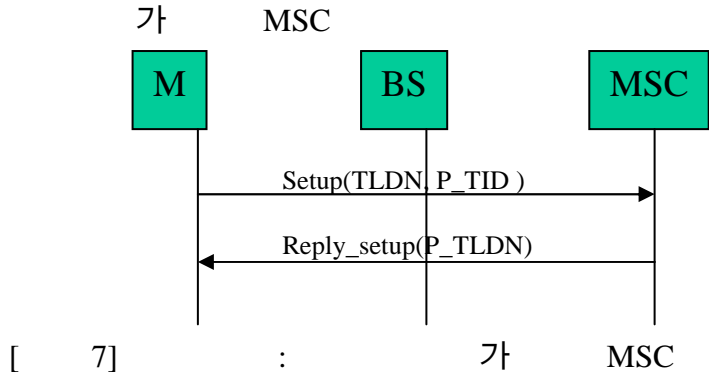 가 MSC
M BS MSC
Setup(TLDN, P_TID )
Reply_setup(P_TLDN)
[ 7] : 가 MSC